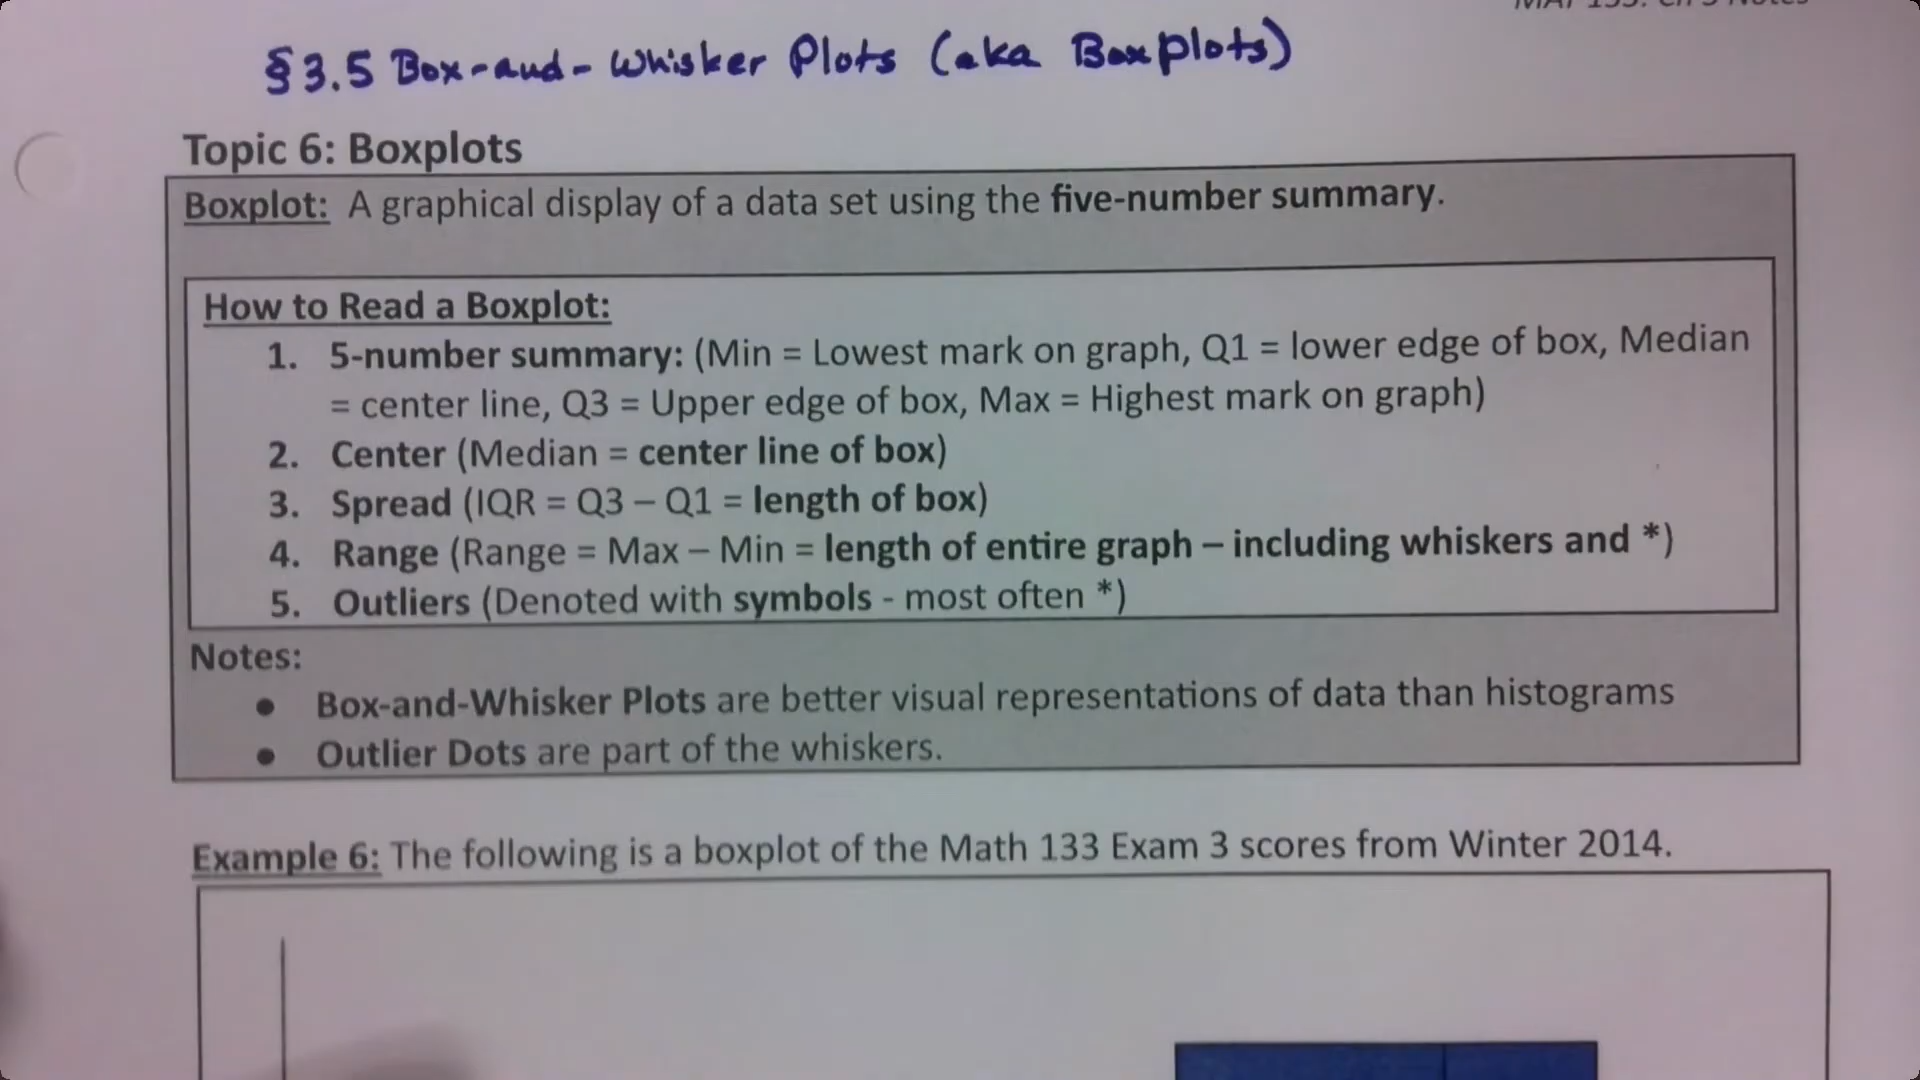 §3.5 Box-and-Whisker Plots (aka Boxplots)
Topic 6: Boxplots
Boxplot: A graphical display of a data set using the five-number summary.
How to Read a Boxplot:
1. 5-number summary: (Min = Lowest mark on graph, Q1 = lower edge of box, Median
= center line, Q3 = Upper edge of box, Max = Highest mark on graph)
2. Center (Median = center line of box)
3. Spread (IQR = Q3 – Q1 = length of box)
4. Range (Range = Max – Min = length of entire graph – including whiskers and *)
5. Outliers (Denoted with symbols - most often *)
Notes:
• Box-and-Whisker Plots are better visual representations of data than histograms
• Outlier Dots are part of the whiskers.
Example 6: The following is a boxplot of the Math 133 Exam 3 scores from Winter 2014.